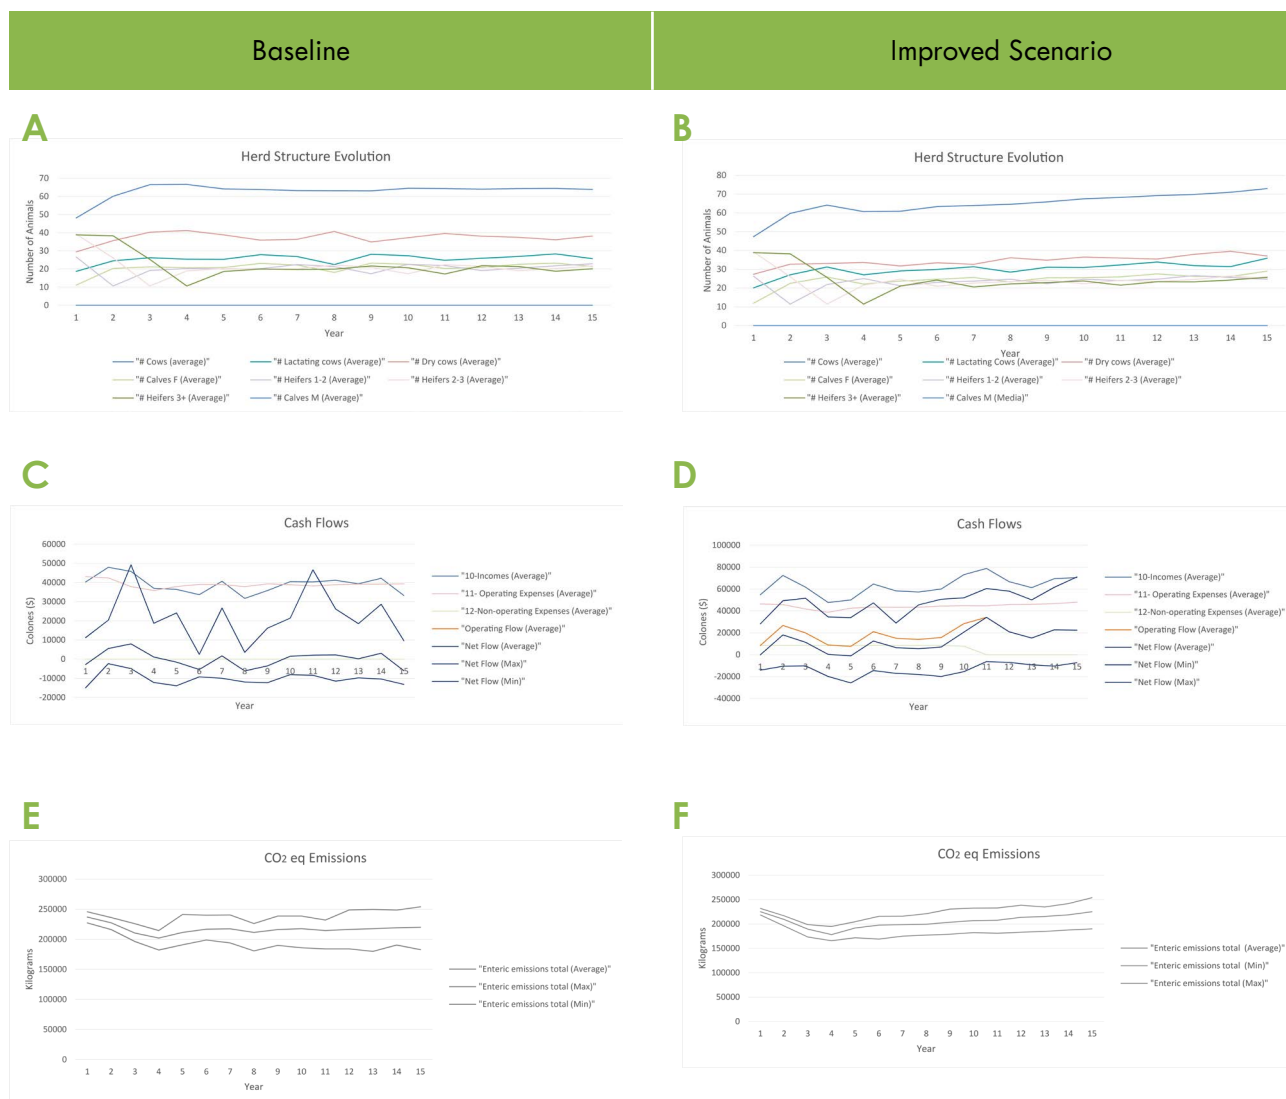 Baseline
Improved Scenario
A
Herd Structure Evolution
Number of Animals
70
60
50
40
30
20
10
0
1 2 3 4 5 6 7 8 9 10 11 12 13 14 15
Year
"# Cows (average)" "# Lactating cows (Average)" "# Dry cows (Average)"
"# Calves F (Average)" "# Heifers 1-2 (Average)" "# Heifers 2-3 (Average)"
"# Heifers 3+ (Average)" "# Calves M (Average)"
B
Herd Structure Evolution
Number of Animals
80
70
60
50
40
30
20
10
0
1 2 3 4 5 6 7 8 9 10 11 12 13 14 15
Year
"# Cows (Average)" "# Lactating Cows (Average)" "# Dry cows (Average)"
"# Calves F (Average)" "# Heifers 1-2 (Average)" "# Heifers 2-3 (Average)"
"# Heifers 3+ (Average)" "# Calves M (Media)"
C
Cash Flows
Colones ($)
60000
50000
40000
30000
20000
10000
0
-10000
-20000
1 2 3 4 5 6 7 8 9 10 11 12 13 14 15
Year
"10-Incomes (Average)"
"11- Operating Expenses (Average)"
"12-Non-operating Expenses (Average)"
"Operating Flow (Average)"
"Net Flow (Average)"
"Net Flow (Max)"
"Net Flow (Min)"
D
Cash Flows
Colones ($)
100000
80000
60000
40000
20000
0
-20000
-40000
1 2 3 4 5 6 7 8 9 10 11 12 13 14 15
Year
"10-Incomes (Average)"
"11- Operating Expenses (Average)"
"12-Non-operating Expenses (Average)"
"Operating Flow (Average)"
"Net Flow (Average)"
"Net Flow (Min)"
"Net Flow (Max)"
E
CO2 eq Emissions
Kilograms
300000
250000
200000
150000
100000
50000
0
1 2 3 4 5 6 7 8 9 10 11 12 13 14 15
Year
"Enteric emissions total (Average)"
"Enteric emissions total (Max)"
"Enteric emissions total (Min)"
F
CO2 eq Emissions
Kilograms
300000
250000
200000
150000
100000
50000
0
1 2 3 4 5 6 7 8 9 10 11 12 13 14 15
Year
"Enteric emissions total (Average)"
"Enteric emissions total (Min)"
"Enteric emissions total (Max)"